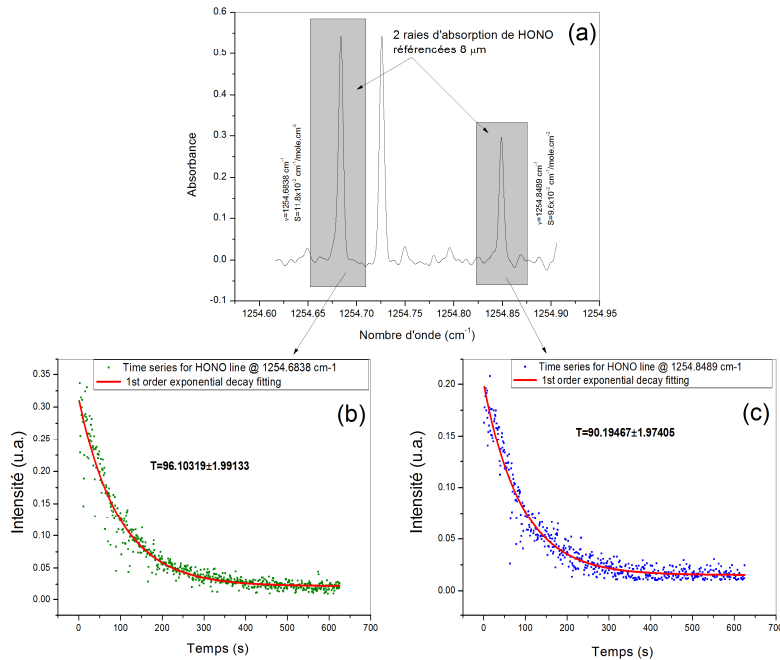 2 raies d'absorption de HONO
référencées 8 μm
(a)
Absorbance
0.6
0.5
0.4
0.3
0.2
0.1
0.0
-0.1
ν=1254.6838 cm⁻¹
S=11.8x10⁻² cm⁻¹/mole.cm⁻²
ν=1254.8489 cm⁻¹
S=9.6x10⁻² cm⁻¹/mole.cm⁻²
1254.60 1254.65 1254.70 1254.75 1254.80 1254.85 1254.90 1254.95
Nombre d'onde (cm⁻¹)
Time series for HONO line @ 1254.6838 cm-1
1st order exponential decay fitting
(b)
T=96.10319±1.99133
Intensité (u.a.)
0.35
0.30
0.25
0.20
0.15
0.10
0.05
0.00
0 100 200 300 400 500 600 700
Temps (s)
Time series for HONO line @ 1254.8489 cm-1
1st order exponential decay fitting
(c)
T=90.19467±1.97405
Intensité (u.a.)
0.20
0.15
0.10
0.05
0.00
0 100 200 300 400 500 600 700
Temps (s)